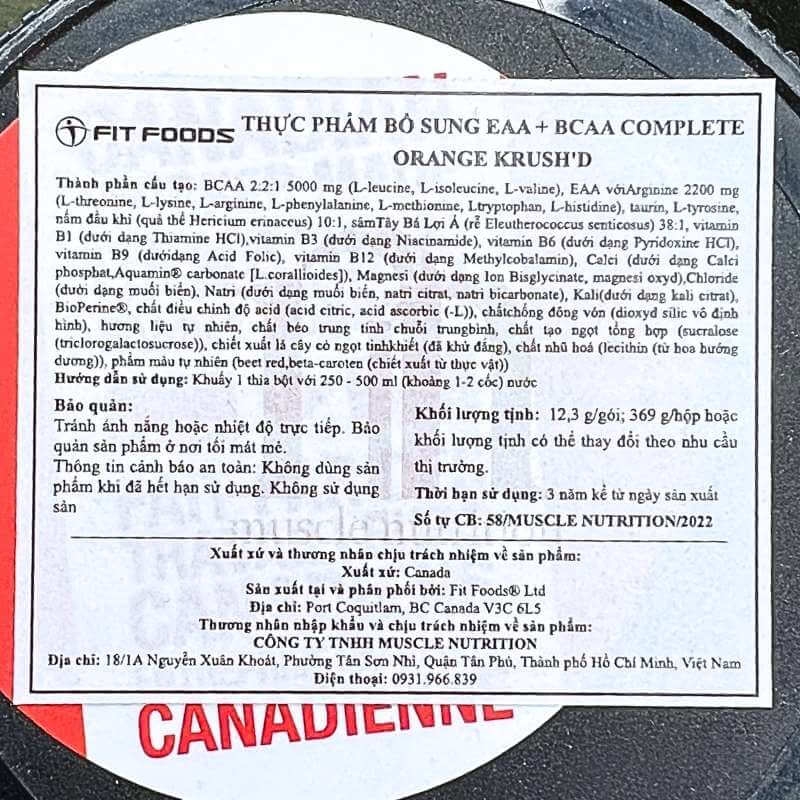 FIT FOODS THỰC PHẨM BỔ SUNG EAA + BCAA COMPLETE
ORANGE KRUSH'D
Thành phần cấu tạo: BCAA 2:2:1 5000 mg (L-leucine, L-isoleucine, L-valine), EAA vớiArginine 2200 mg
(L-threonine, L-lysine, L-arginine, L-phenylalanine, L-methionine, Ltryptophan, L-histidine), taurin, L-tyrosine,
nấm đầu khỉ (quả thể Hericium erinaceus) 10:1, sâmTây Bá Lợi Á (rễ Eleutherococcus senticosus) 38:1, vitamin
B1 (dưới dạng Thiamine HCl),vitamin B3 (dưới dạng Niacinamide), vitamin B6 (dưới dạng Pyridoxine HCl),
vitamin B9 (dướidạng Acid Folic), vitamin B12 (dưới dạng Methylcobalamin), Calci (dưới dạng Calci
phosphat,Aquamin® carbonate [L.corallioides]), Magnesi (dưới dạng Ion Bisglycinate, magnesi oxyd),Chloride
(dưới dạng muối biển), Natri (dưới dạng muối biển, natri citrat, natri bicarbonate), Kali(dưới dạng kali citrat),
BioPerine®, chất điều chỉnh độ acid (acid citric, acid ascorbic (-L)), chấtchống đông vón (dioxyd silic vô định
hình), hương liệu tự nhiên, chất béo trung tính chuỗi trungbình, chất tạo ngọt tổng hợp (sucralose
(triclorogalactosucrose)), chiết xuất lá cây cỏ ngọt tinhkhiết (đã khử đắng), chất nhũ hoá (lecithin (từ hoa hướng
dương)), phẩm màu tự nhiên (beet red,beta-caroten (chiết xuất từ thực vật))
Hướng dẫn sử dụng: Khuấy 1 thìa bột với 250 - 500 ml (khoảng 1-2 cốc) nước
Bảo quản:
Tránh ánh nắng hoặc nhiệt độ trực tiếp. Bảo
quản sản phẩm ở nơi tối mát mẻ.
Thông tin cảnh báo an toàn: Không dùng sản
phẩm khi đã hết hạn sử dụng. Không sử dụng
sản
Khối lượng tịnh: 12,3 g/gói; 369 g/hộp hoặc
khối lượng tịnh có thể thay đổi theo nhu cầu
thị trường.
Thời hạn sử dụng: 3 năm kể từ ngày sản xuất
Số tự CB: 58/MUSCLE NUTRITION/2022
muscle nutrition
Xuất xứ và thương nhân chịu trách nhiệm về sản phẩm:
Xuất xứ: Canada
Sản xuất tại và phân phối bởi: Fit Foods® Ltd
Địa chỉ: Port Coquitlam, BC Canada V3C 6L5
Thương nhân nhập khẩu và chịu trách nhiệm về sản phẩm:
CÔNG TY TNHH MUSCLE NUTRITION
Địa chỉ: 18/1A Nguyễn Xuân Khoát, Phường Tân Sơn Nhì, Quận Tân Phú, Thành phố Hồ Chí Minh, Việt Nam
Điện thoại: 0931.966.839
CANADIENNE